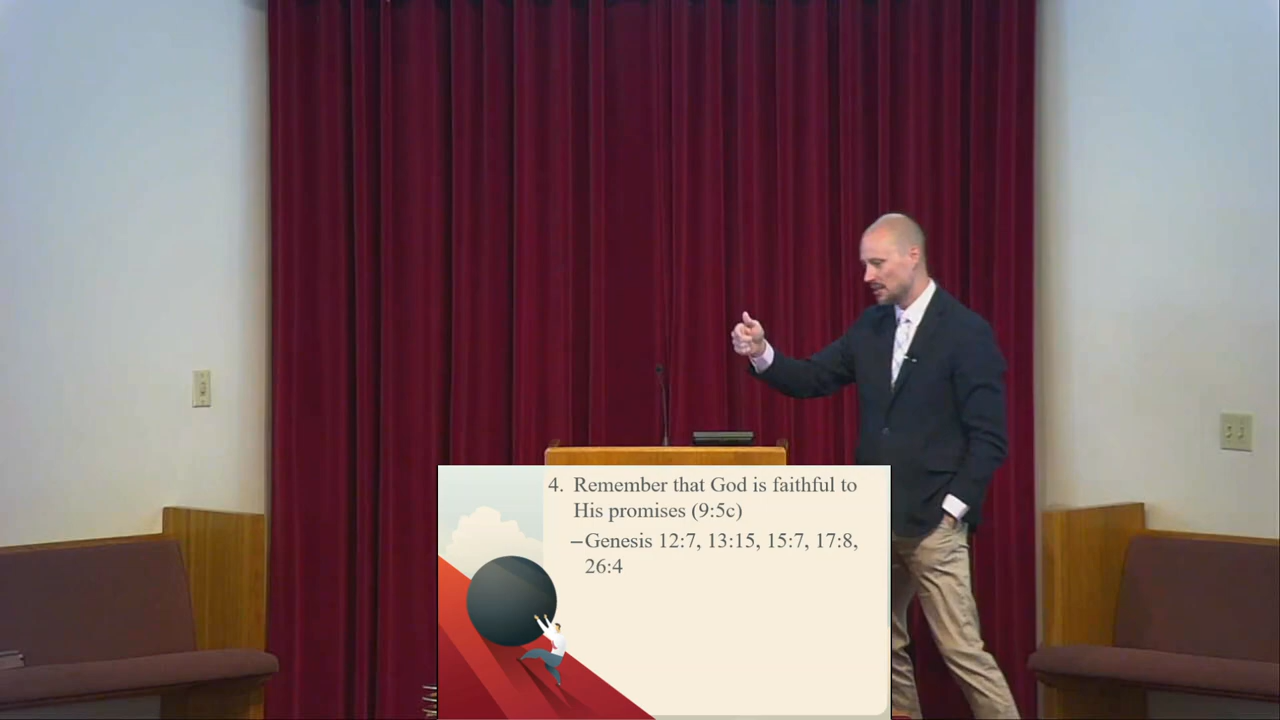 4. Remember that God is faithful to
His promises (9:5c)
–Genesis 12:7, 13:15, 15:7, 17:8,
26:4